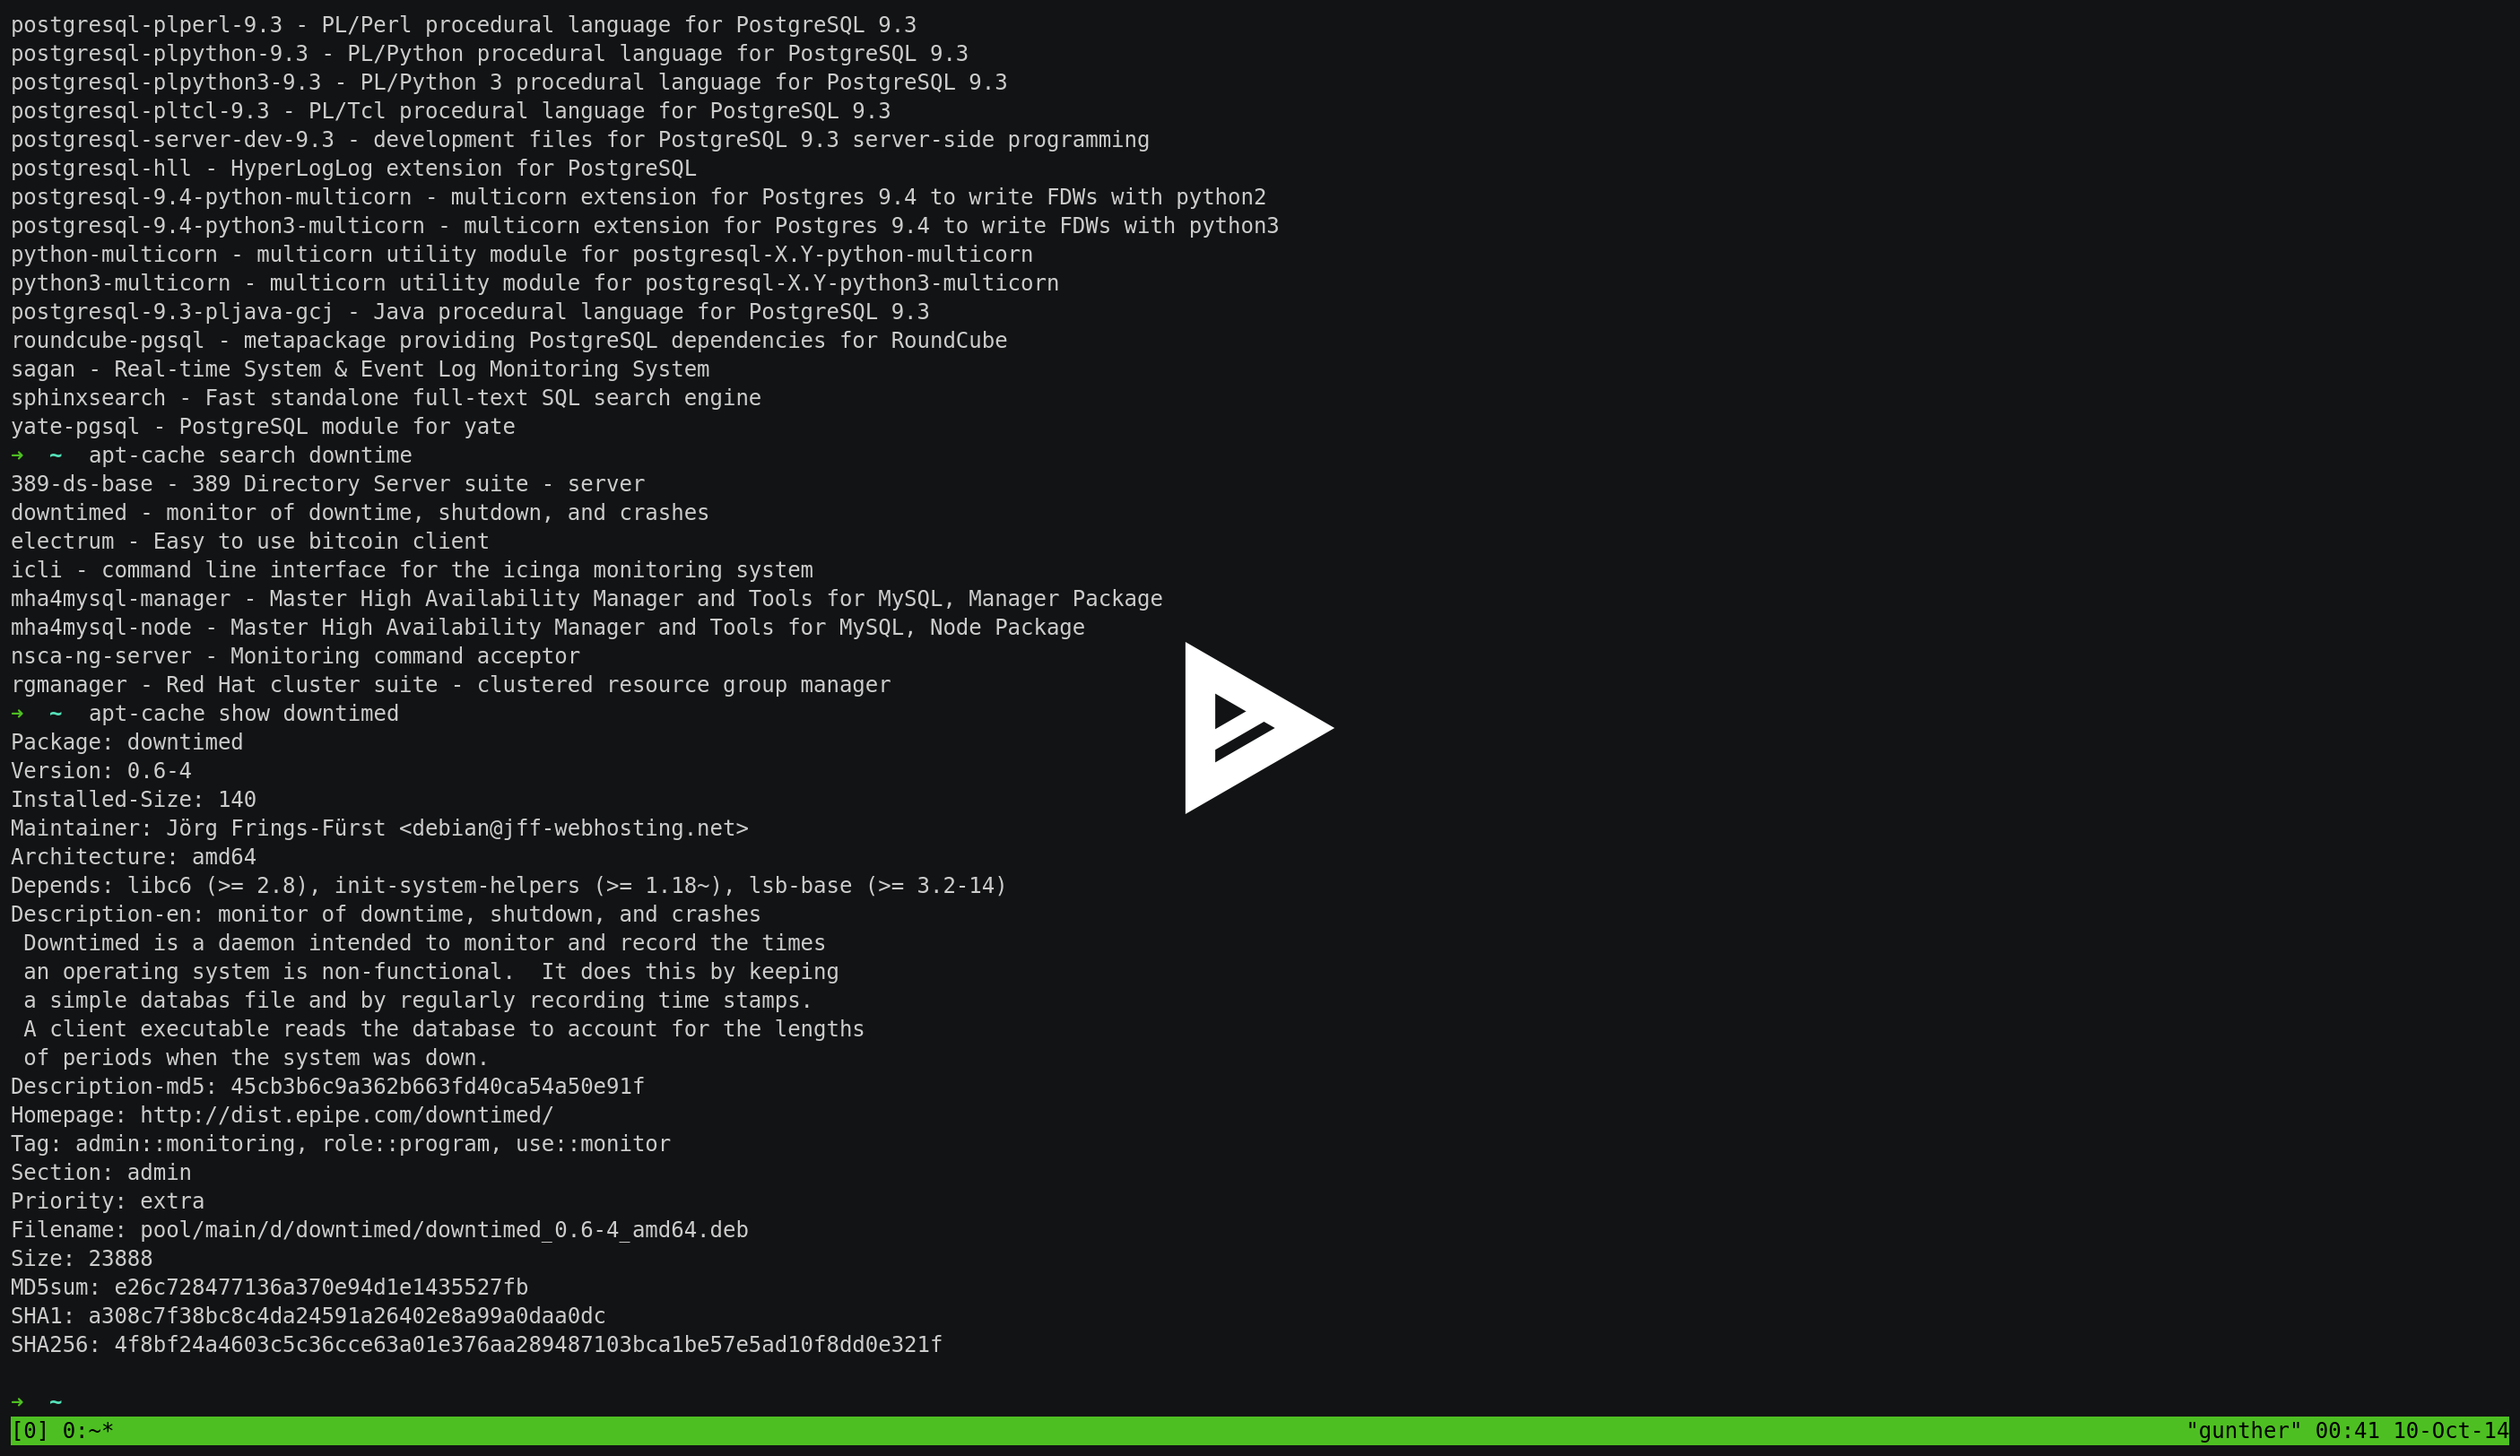 postgresql-plperl-9.3 - PL/Perl procedural language for PostgreSQL 9.3
postgresql-plpython-9.3 - PL/Python procedural language for PostgreSQL 9.3
postgresql-plpython3-9.3 - PL/Python 3 procedural language for PostgreSQL 9.3
postgresql-pltcl-9.3 - PL/Tcl procedural language for PostgreSQL 9.3
postgresql-server-dev-9.3 - development files for PostgreSQL 9.3 server-side programming
postgresql-hll - HyperLogLog extension for PostgreSQL
postgresql-9.4-python-multicorn - multicorn extension for Postgres 9.4 to write FDWs with python2
postgresql-9.4-python3-multicorn - multicorn extension for Postgres 9.4 to write FDWs with python3
python-multicorn - multicorn utility module for postgresql-X.Y-python-multicorn
python3-multicorn - multicorn utility module for postgresql-X.Y-python3-multicorn
postgresql-9.3-pljava-gcj - Java procedural language for PostgreSQL 9.3
roundcube-pgsql - metapackage providing PostgreSQL dependencies for RoundCube
sagan - Real-time System & Event Log Monitoring System
sphinxsearch - Fast standalone full-text SQL search engine
yate-pgsql - PostgreSQL module for yate
➜  ~  apt-cache search downtime
389-ds-base - 389 Directory Server suite - server
downtimed - monitor of downtime, shutdown, and crashes
electrum - Easy to use bitcoin client
icli - command line interface for the icinga monitoring system
mha4mysql-manager - Master High Availability Manager and Tools for MySQL, Manager Package
mha4mysql-node - Master High Availability Manager and Tools for MySQL, Node Package
nsca-ng-server - Monitoring command acceptor
rgmanager - Red Hat cluster suite - clustered resource group manager
➜  ~  apt-cache show downtimed
Package: downtimed
Version: 0.6-4
Installed-Size: 140
Maintainer: Jörg Frings-Fürst <debian@jff-webhosting.net>
Architecture: amd64
Depends: libc6 (>= 2.8), init-system-helpers (>= 1.18~), lsb-base (>= 3.2-14)
Description-en: monitor of downtime, shutdown, and crashes
 Downtimed is a daemon intended to monitor and record the times
 an operating system is non-functional.  It does this by keeping
 a simple databas file and by regularly recording time stamps.
 A client executable reads the database to account for the lengths
 of periods when the system was down.
Description-md5: 45cb3b6c9a362b663fd40ca54a50e91f
Homepage: http://dist.epipe.com/downtimed/
Tag: admin::monitoring, role::program, use::monitor
Section: admin
Priority: extra
Filename: pool/main/d/downtimed/downtimed_0.6-4_amd64.deb
Size: 23888
MD5sum: e26c728477136a370e94d1e1435527fb
SHA1: a308c7f38bc8c4da24591a26402e8a99a0daa0dc
SHA256: 4f8bf24a4603c5c36cce63a01e376aa289487103bca1be57e5ad10f8dd0e321f
➜  ~
[0] 0:~* "gunther" 00:41 10-Oct-14